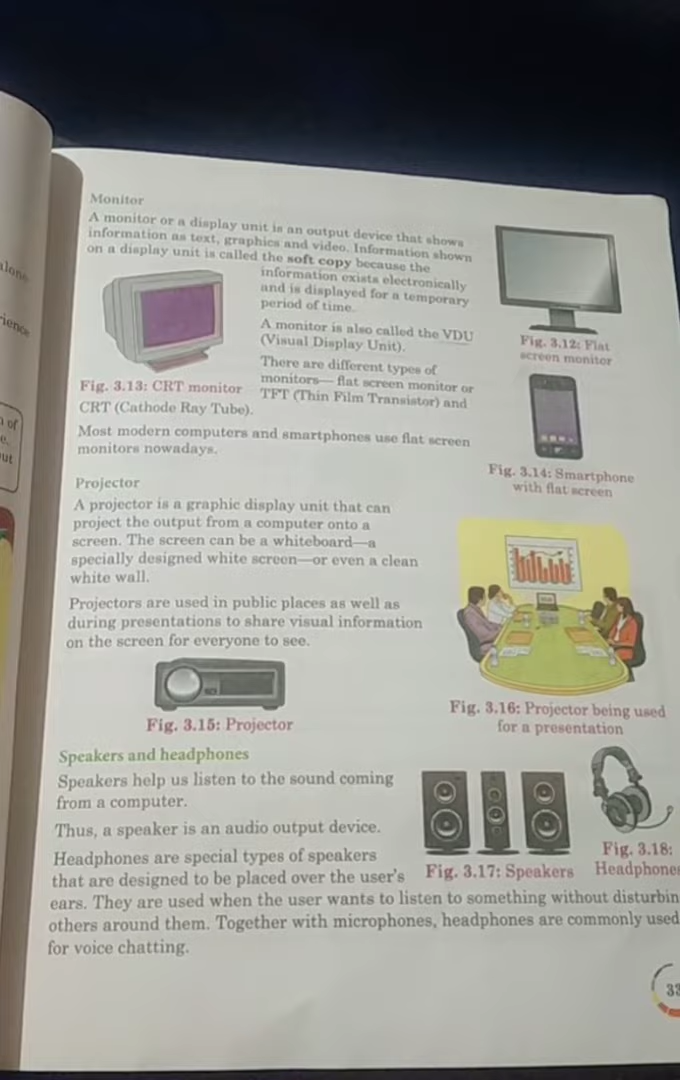 alone
rience
n of
e.
out
Monitor
A monitor or a display unit is an output device that shows
information as text, graphics and video. Information shown
on a display unit is called the soft copy because the
information exists electronically
and is displayed for a temporary
period of time.
A monitor is also called the VDU
(Visual Display Unit).
There are different types of
monitors— flat screen monitor or
TFT (Thin Film Transistor) and
CRT (Cathode Ray Tube).
Fig. 3.13: CRT monitor
Fig. 3.12: Flat
screen monitor
Most modern computers and smartphones use flat screen
monitors nowadays.
Fig. 3.14: Smartphone
with flat screen
Projector
A projector is a graphic display unit that can
project the output from a computer onto a
screen. The screen can be a whiteboard—a
specially designed white screen—or even a clean
white wall.
Projectors are used in public places as well as
during presentations to share visual information
on the screen for everyone to see.
Fig. 3.15: Projector
Fig. 3.16: Projector being used
for a presentation
Speakers and headphones
Speakers help us listen to the sound coming
from a computer.
Thus, a speaker is an audio output device.
Headphones are special types of speakers
that are designed to be placed over the user's
ears. They are used when the user wants to listen to something without disturbin
others around them. Together with microphones, headphones are commonly used
for voice chatting.
Fig. 3.17: Speakers
Fig. 3.18:
Headphones
33